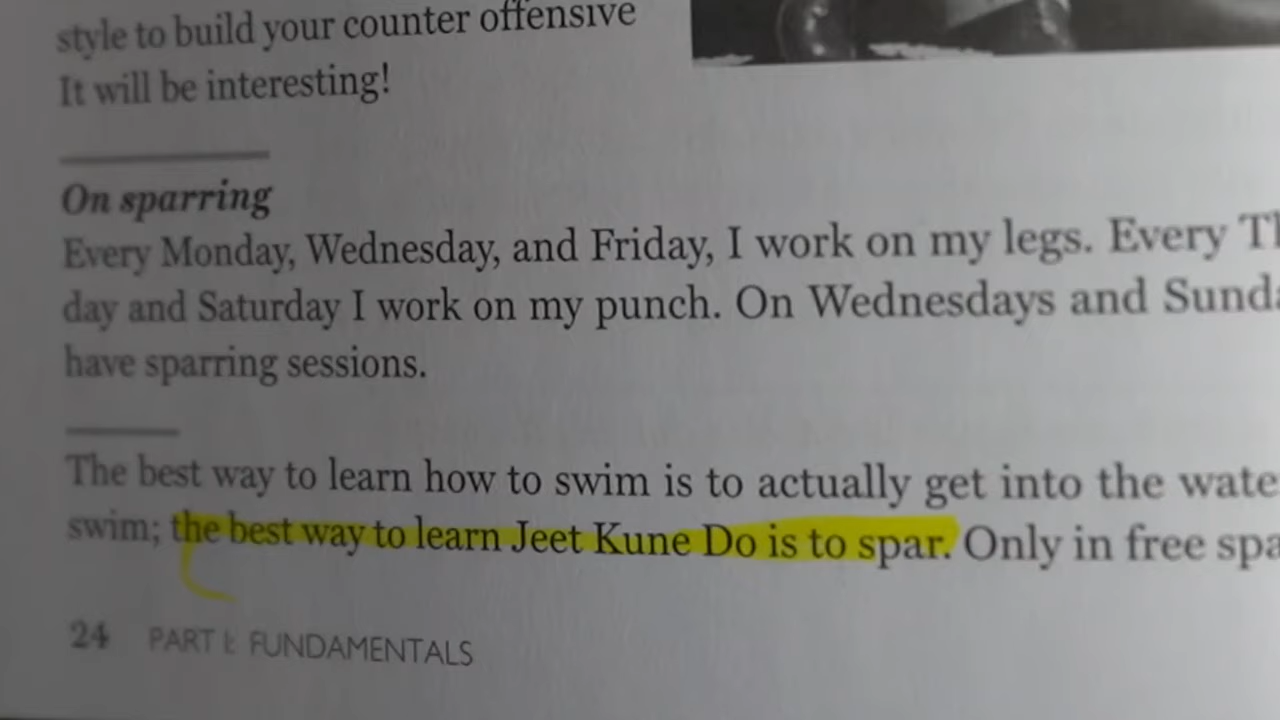 style to build your counter offensive
It will be interesting!
On sparring
Every Monday, Wednesday, and Friday, I work on my legs. Every
day and Saturday I work on my punch. On Wednesdays and
have sparring sessions.
The best way to learn how to swim is to actually get into the
swim; the best way to learn Jeet Kune Do is to spar. Only in free
24 PART I: FUNDAMENTALS